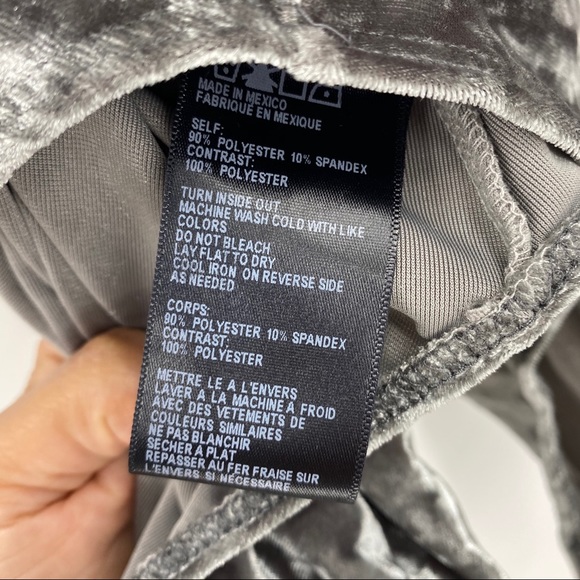 MADE IN MEXICO
FABRIQUÉ EN MEXIQUE
SELF:
90% POLYESTER 10% SPANDEX
CONTRAST:
100% POLYESTER
TURN INSIDE OUT
MACHINE WASH COLD WITH LIKE
COLORS
DO NOT BLEACH
LAY FLAT TO DRY
COOL IRON ON REVERSE SIDE
AS NEEDED
CORPS:
90% POLYESTER 10% SPANDEX
CONTRAST:
100% POLYESTER
METTRE LE A L'ENVERS
LAVER A LA MACHINE A FROID
AVEC DES VETEMENTS DE
COULEURS SIMILAIRES
NE PAS BLANCHIR
SECHER A PLAT
REPASSER AU FER FRAISE SUR
L'ENVERS SI NECESSAIRE